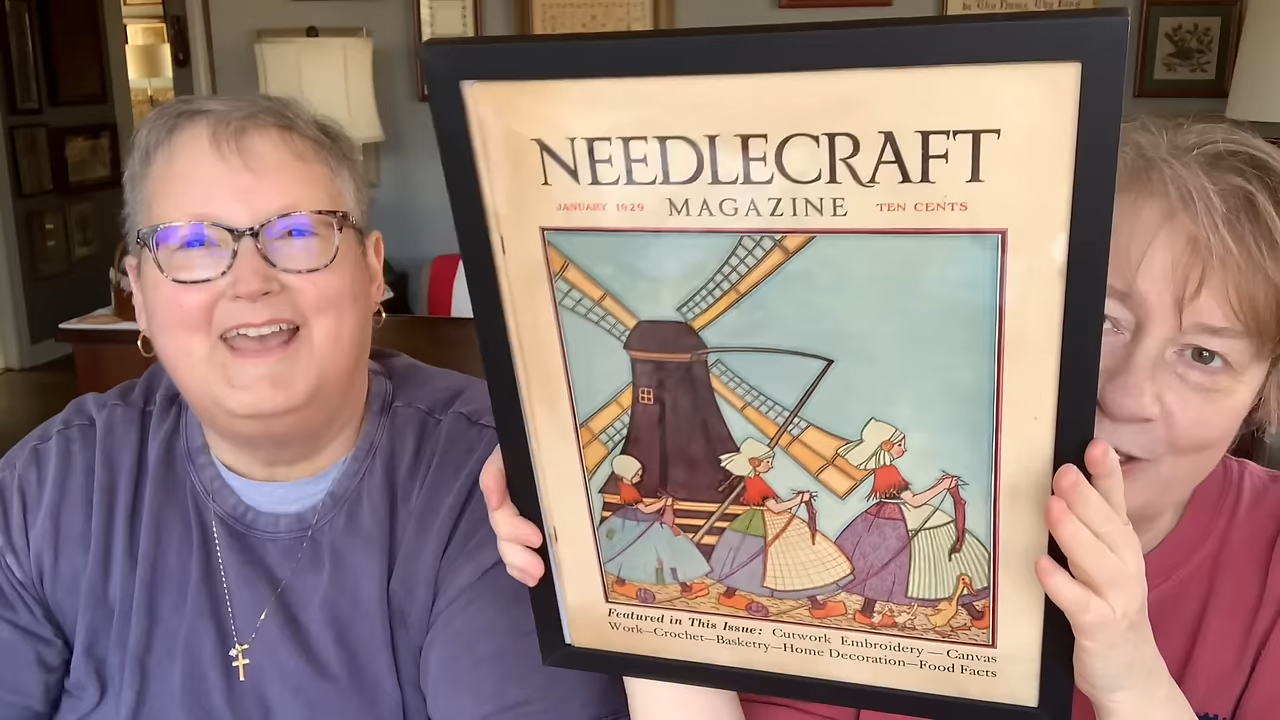 NEEDLECRAFT
JANUARY 1929 MAGAZINE TEN CENTS
Featured in This Issue: Cutwork Embroidery — Canvas
Work—Crochet—Basketry—Home Decoration—Food Facts